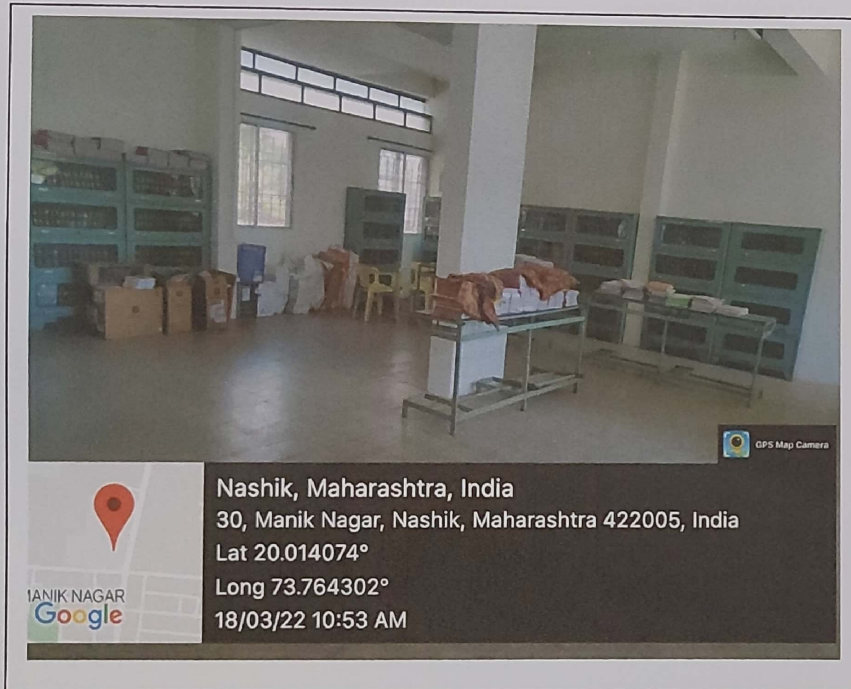 GPS Map Camera
Nashik, Maharashtra, India
30, Manik Nagar, Nashik, Maharashtra 422005, India
Lat 20.014074°
Long 73.764302°
18/03/22 10:53 AM
MANIK NAGAR
Google